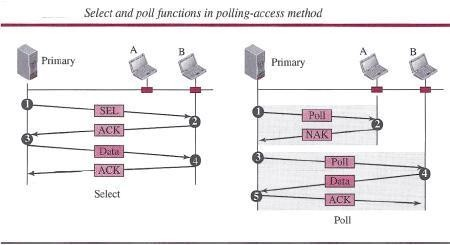 Select and poll functions in polling-access method
Primary
A
B
1
SEL
2
ACK
3
Data
4
ACK
Select
Primary
A
B
1
Poll
2
NAK
3
Poll
4
Data
5
ACK
Poll